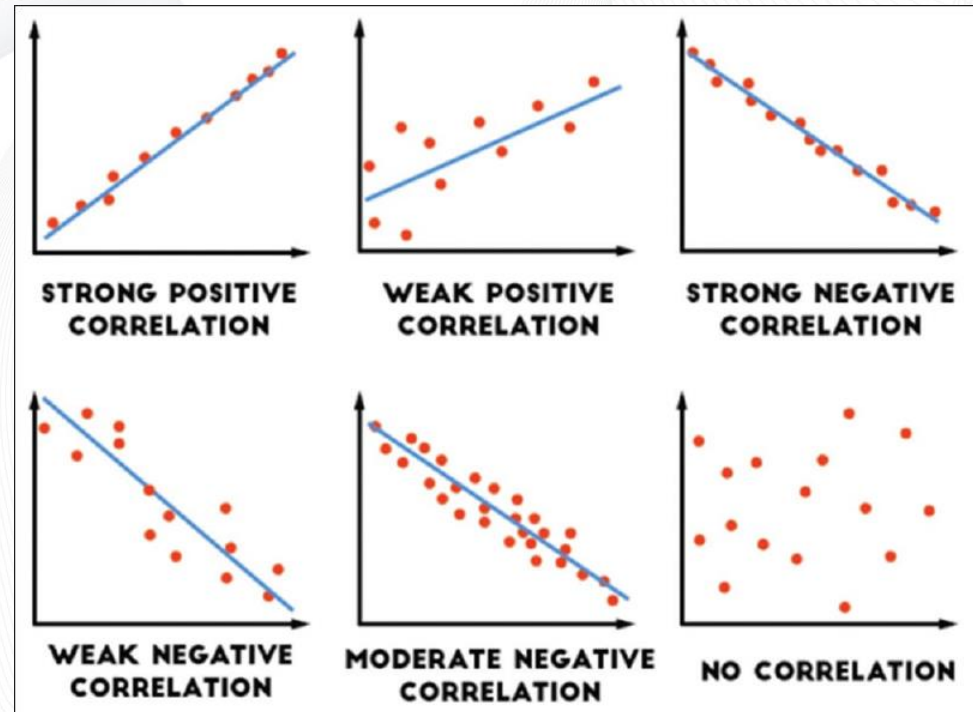 STRONG POSITIVE
CORRELATION
WEAK POSITIVE
CORRELATION
STRONG NEGATIVE
CORRELATION
WEAK NEGATIVE
CORRELATION
MODERATE NEGATIVE
CORRELATION
NO CORRELATION